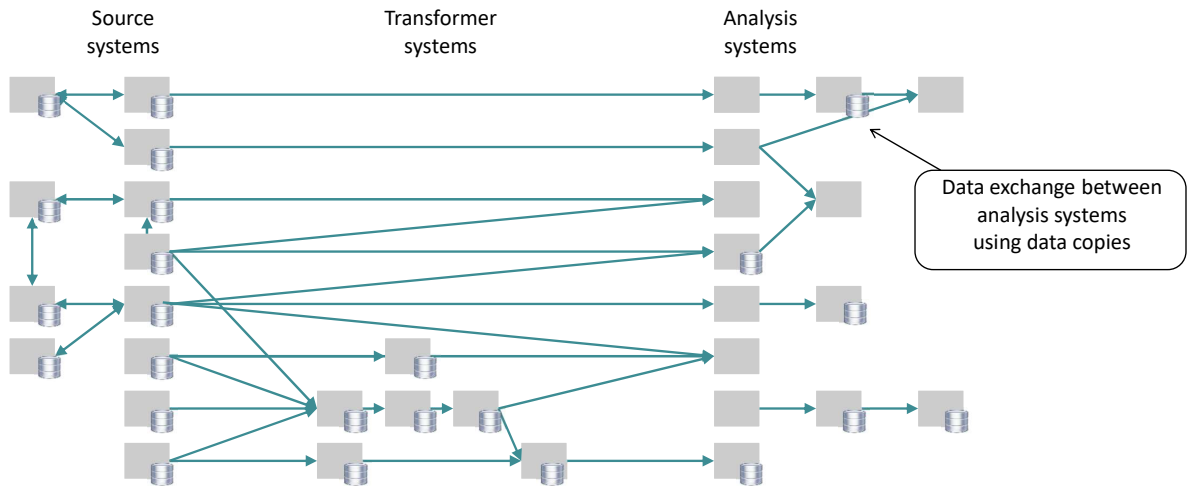 Source
systems
Transformer
systems
Analysis
systems
Data exchange between
analysis systems
using data copies